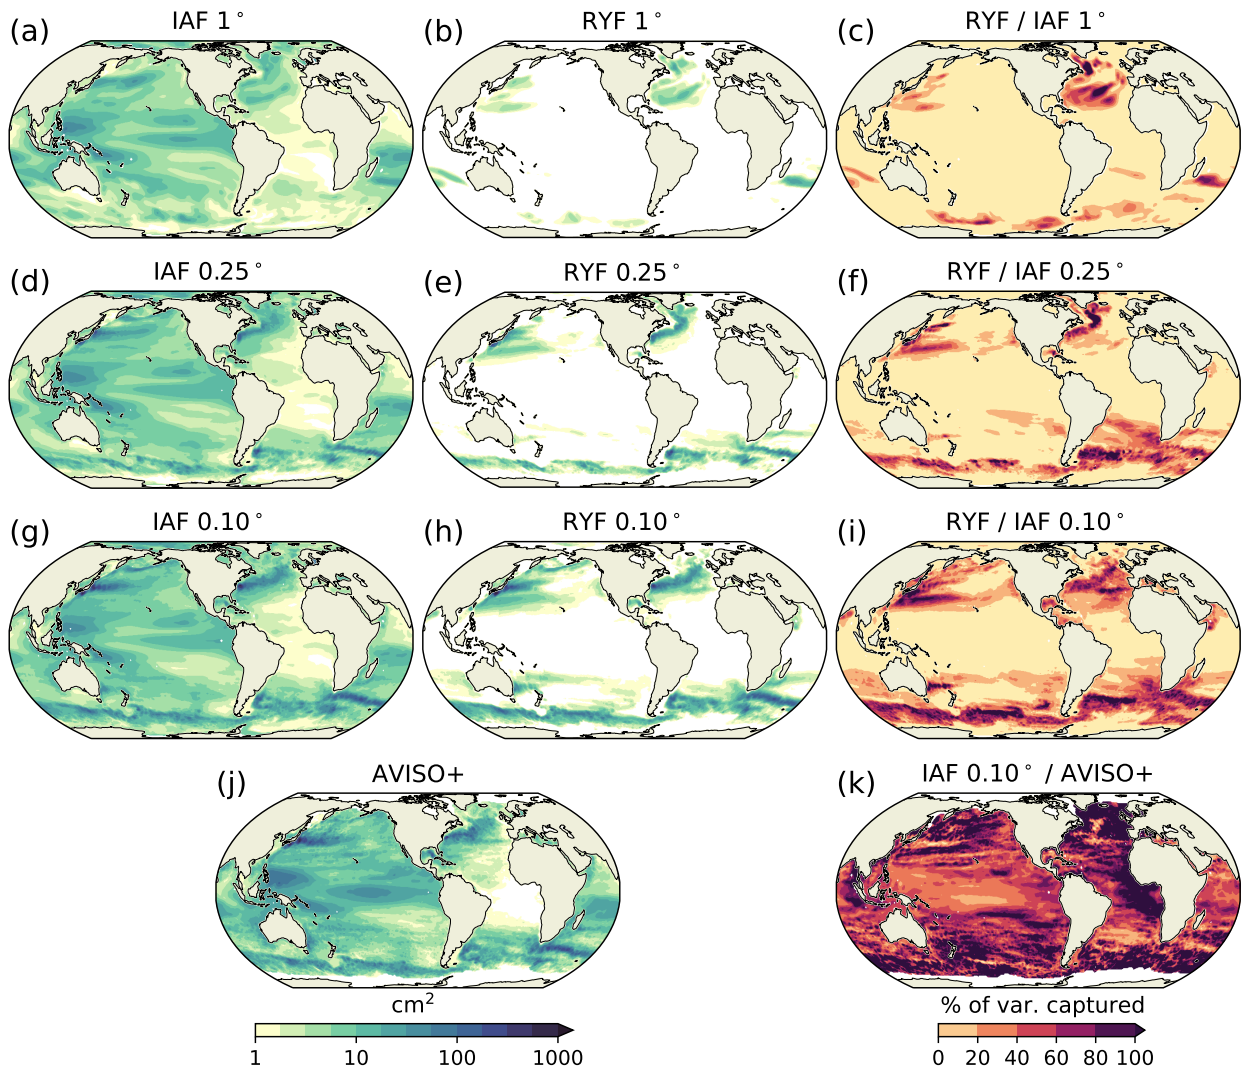 (a) IAF 1°
(b) RYF 1°
(c) RYF / IAF 1°
(d) IAF 0.25°
(e) RYF 0.25°
(f) RYF / IAF 0.25°
(g) IAF 0.10°
(h) RYF 0.10°
(i) RYF / IAF 0.10°
(j) AVISO+
(k) IAF 0.10° / AVISO+
cm²
1 10 100 1000
% of var. captured
0 20 40 60 80 100